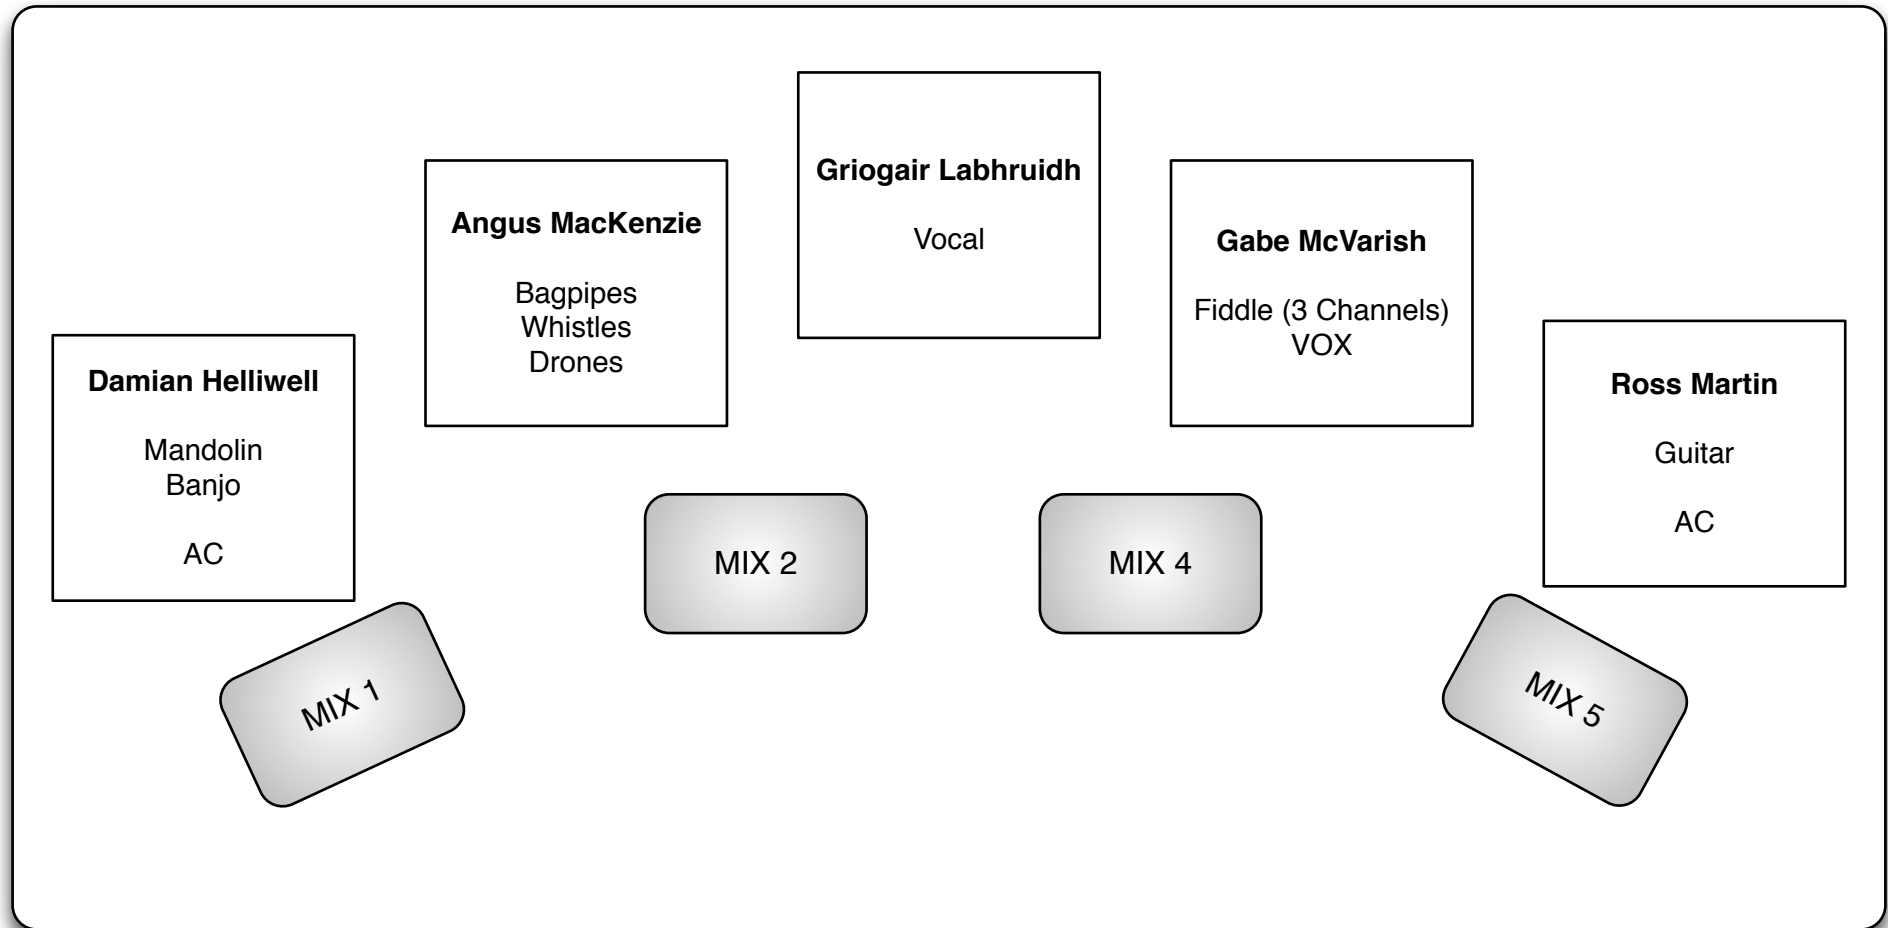 Griogair Labhruidh
Vocal
Angus MacKenzie
Bagpipes
Whistles
Drones
Gabe McVarish
Fiddle (3 Channels)
VOX
Damian Helliwell
Mandolin
Banjo
AC
Ross Martin
Guitar
AC
MIX 2
MIX 4
MIX 1
MIX 5